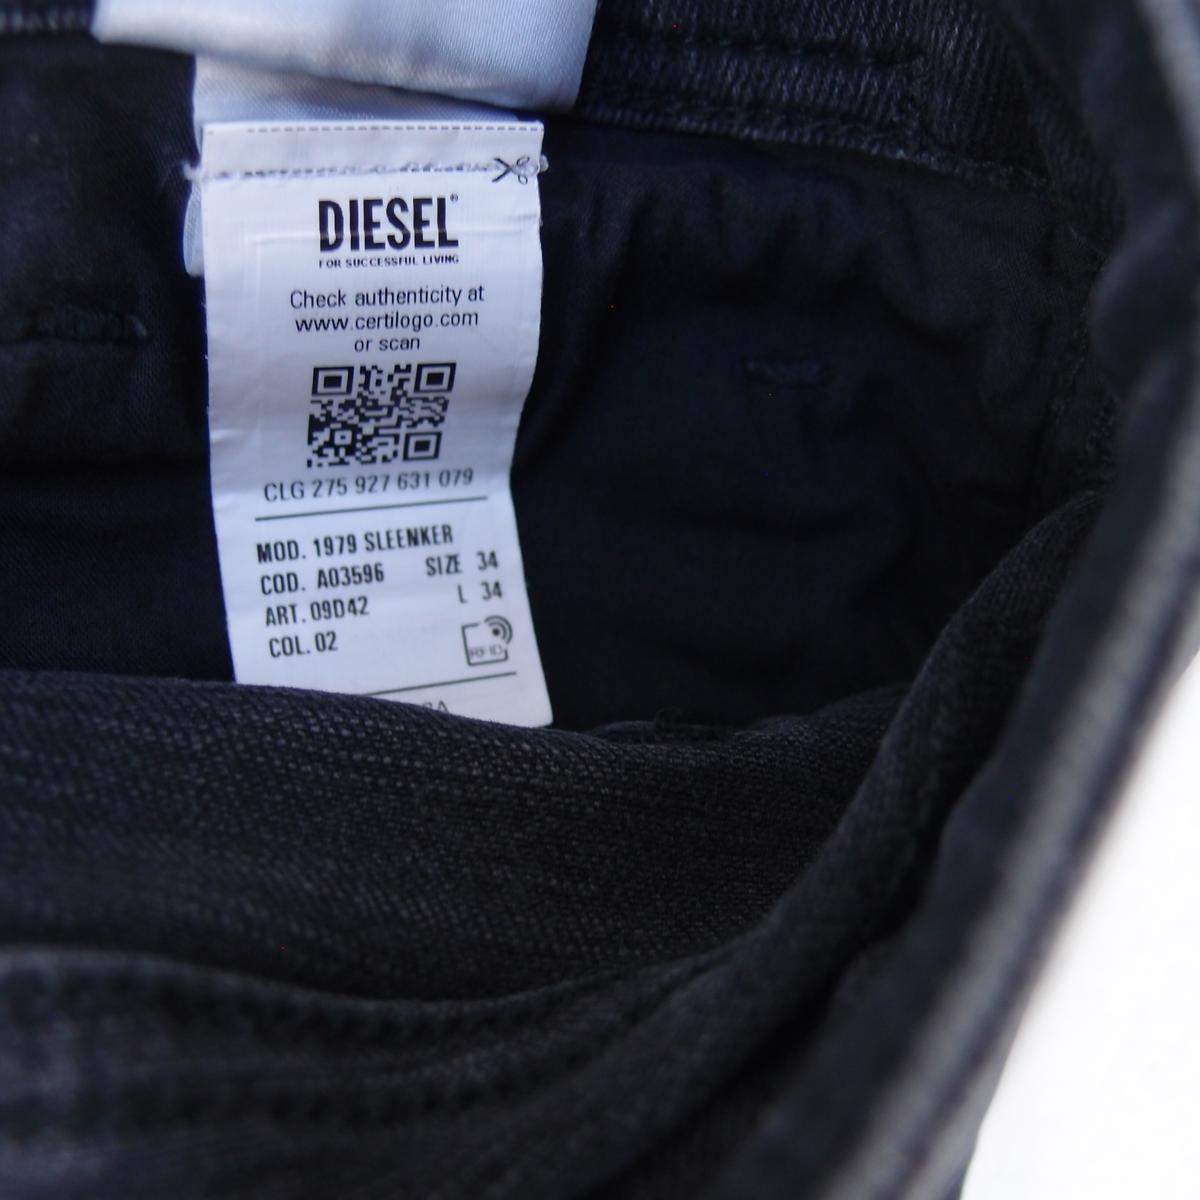 DIESEL®
FOR SUCCESSFUL LIVING
Check authenticity at
www.certilogo.com
or scan
CLG 275 927 631 079
MOD. 1979 SLEENKER
COD. A03596 SIZE 34
ART. 09D42 L 34
COL. 02
RFID